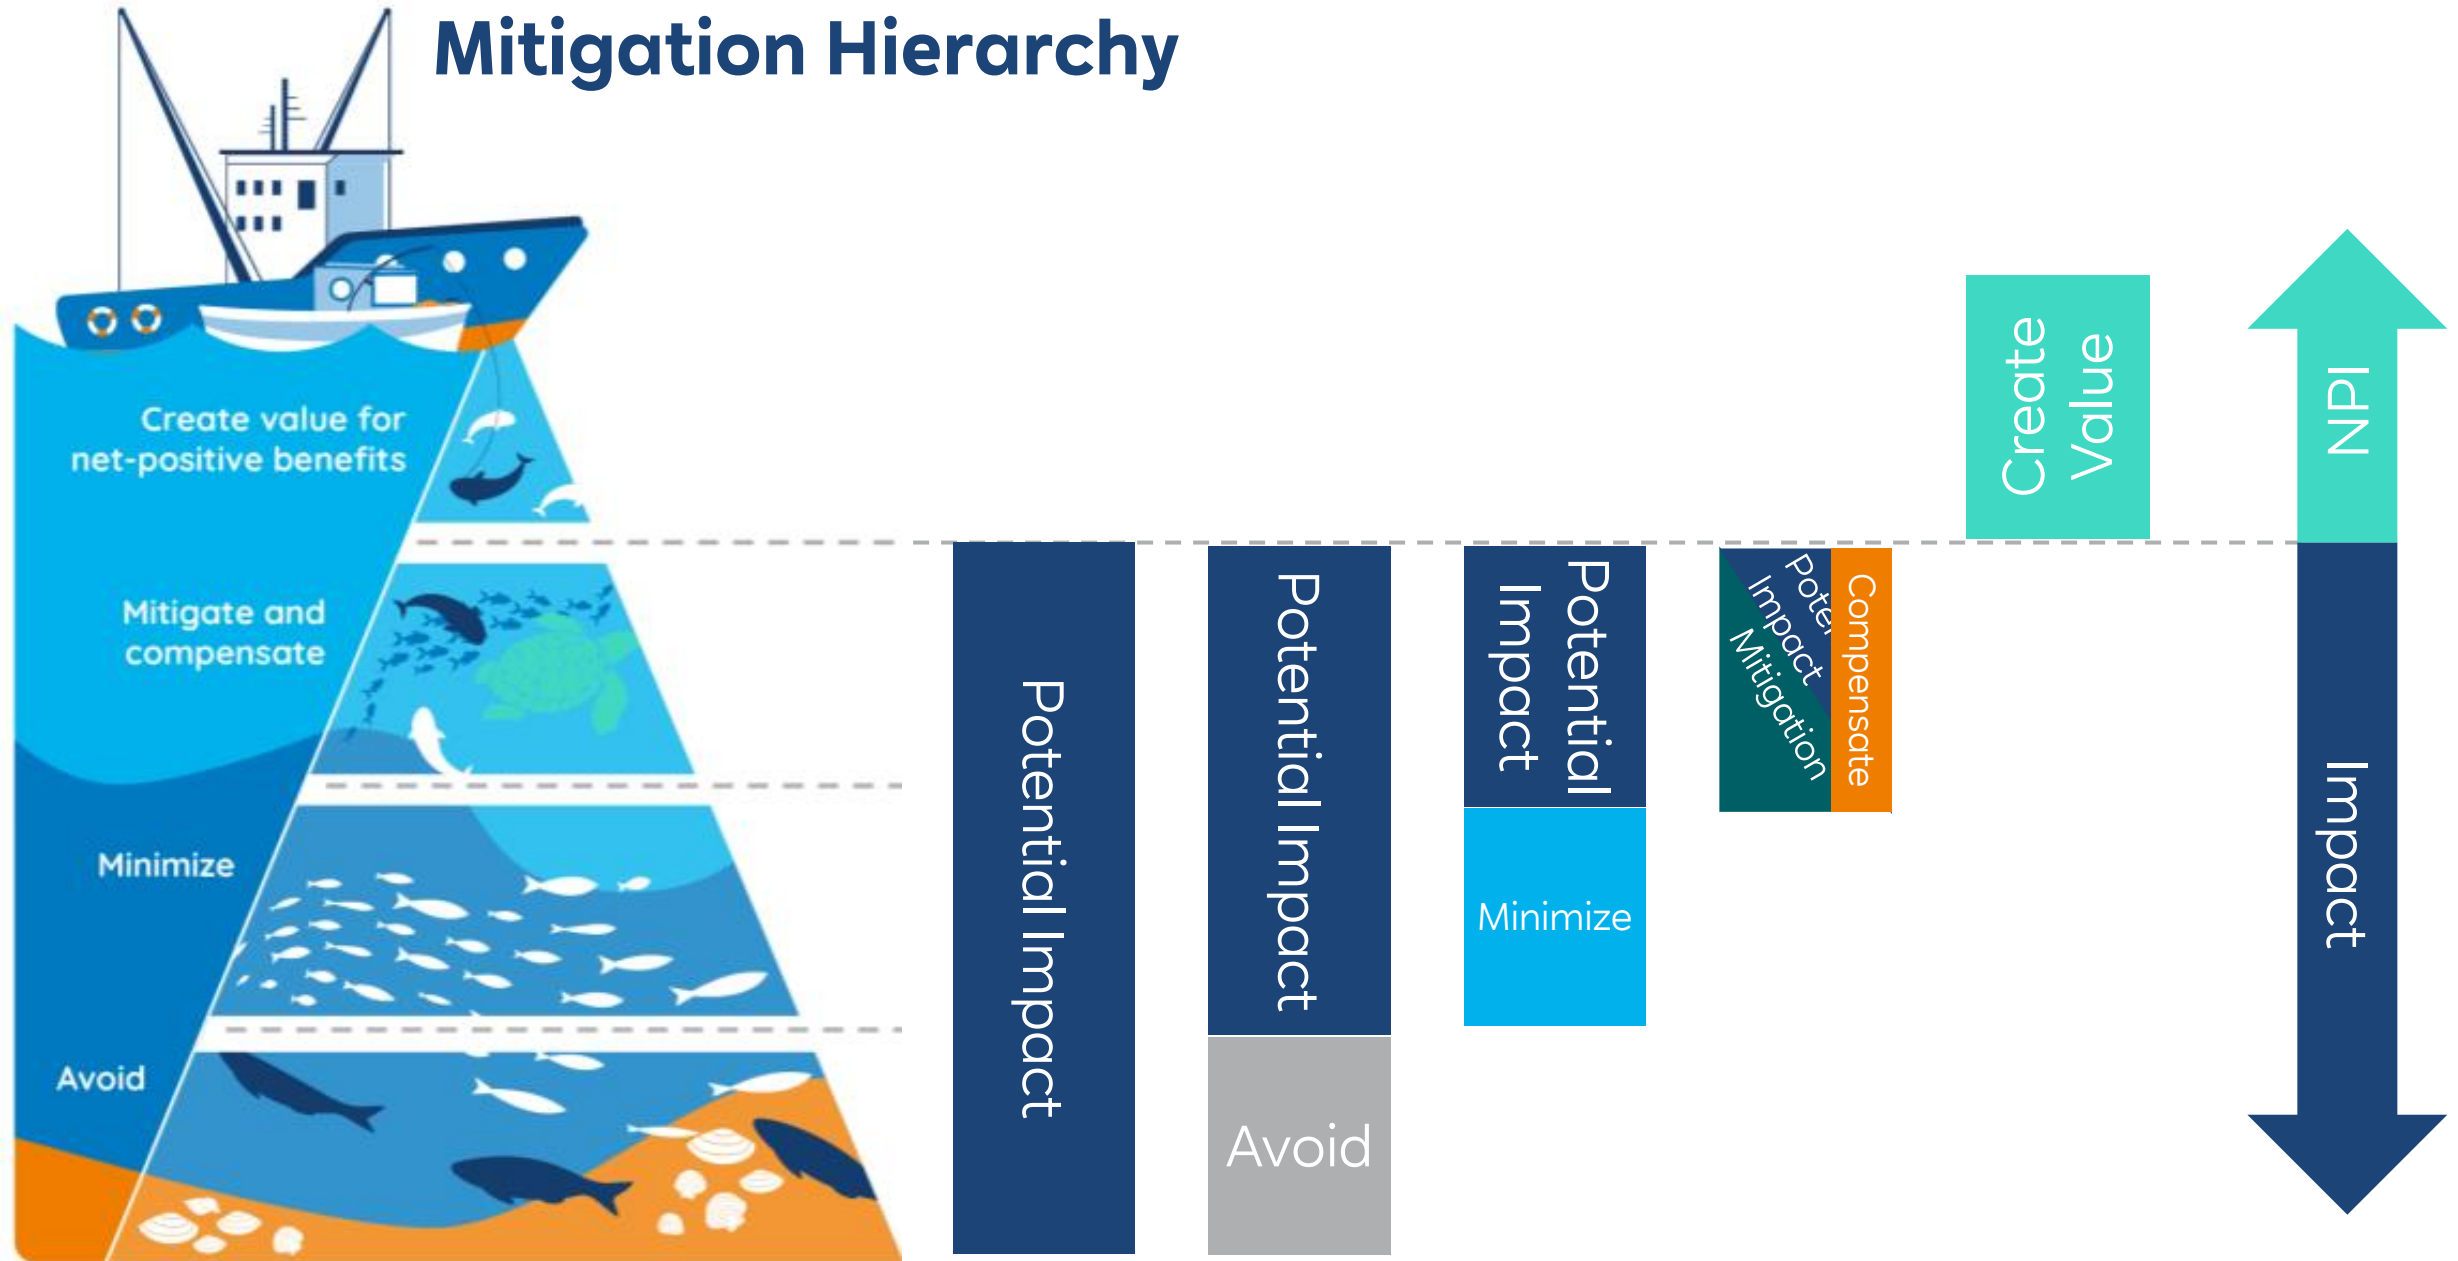 Mitigation Hierarchy
Create value for
net-positive benefits
Mitigate and
compensate
Minimize
Avoid
Potential Impact
Potential Impact
Avoid
Potential
Impact
Minimize
Poter
Impact
Mitigation
Compensate
Create
Value
NPI
Impact